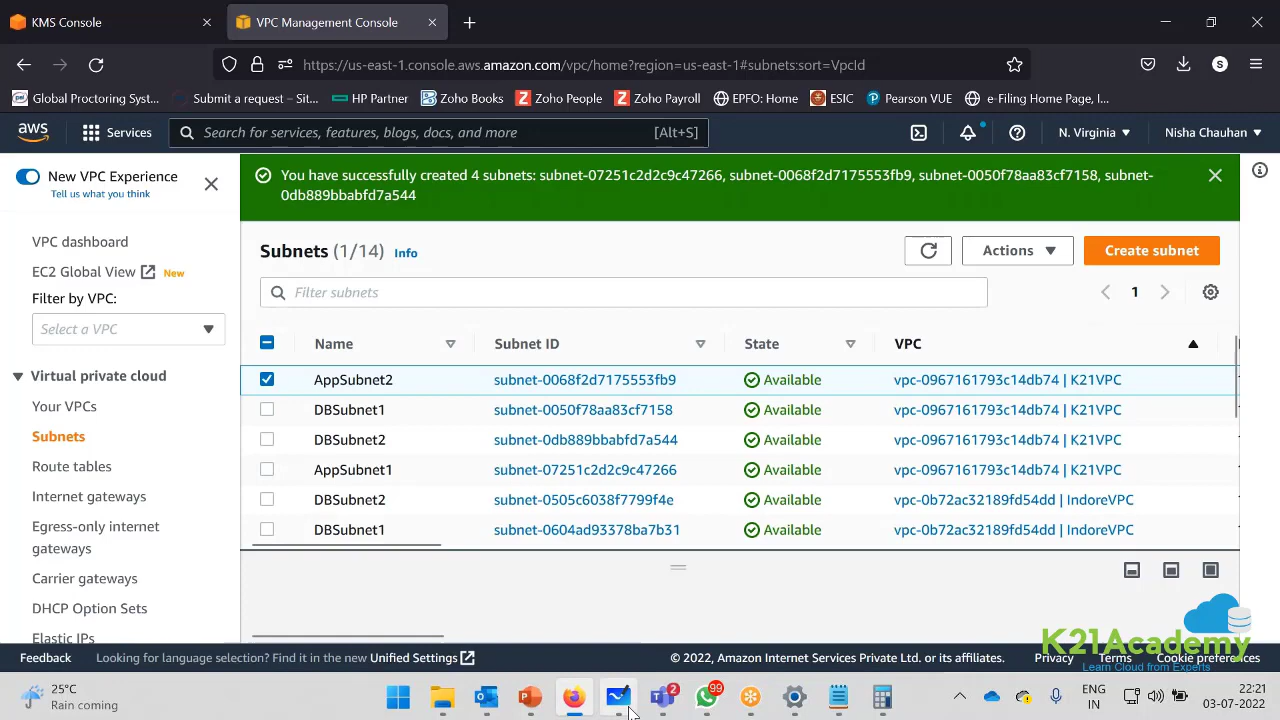 KMS Console
VPC Management Console
https://us-east-1.console.aws.amazon.com/vpc/home?region=us-east-1#subnets:sort=VpcId
Global Proctoring Syst...
Submit a request – Sit...
HP Partner
Zoho Books
Zoho People
Zoho Payroll
EPFO: Home
ESIC
Pearson VUE
e-Filing Home Page, I...
aws
Services
Search for services, features, blogs, docs, and more
[Alt+S]
N. Virginia
Nisha Chauhan
New VPC Experience
Tell us what you think
You have successfully created 4 subnets: subnet-07251c2d2c9c47266, subnet-0068f2d7175553fb9, subnet-0050f78aa83cf7158, subnet-
0db889bbabfd7a544
VPC dashboard
EC2 Global View New
Filter by VPC:
Select a VPC
Virtual private cloud
Your VPCs
Subnets
Route tables
Internet gateways
Egress-only internet
gateways
Carrier gateways
DHCP Option Sets
Elastic IPs
Subnets (1/14) Info
Actions
Create subnet
Filter subnets
1
Name Subnet ID State VPC
AppSubnet2 subnet-0068f2d7175553fb9 Available vpc-0967161793c14db74 | K21VPC
DBSubnet1 subnet-0050f78aa83cf7158 Available vpc-0967161793c14db74 | K21VPC
DBSubnet2 subnet-0db889bbabfd7a544 Available vpc-0967161793c14db74 | K21VPC
AppSubnet1 subnet-07251c2d2c9c47266 Available vpc-0967161793c14db74 | K21VPC
DBSubnet2 subnet-0505c6038f7799f4e Available vpc-0b72ac32189fd54dd | IndoreVPC
DBSubnet1 subnet-0604ad93378ba7b31 Available vpc-0b72ac32189fd54dd | IndoreVPC
K21Academy
Learn Cloud from Experts
Feedback
Looking for language selection? Find it in the new Unified Settings
© 2022, Amazon Internet Services Private Ltd. or its affiliates.
Privacy
Terms
Cookie preferences
25°C
Rain coming
2
99
ENG
IN
22:21
03-07-2022